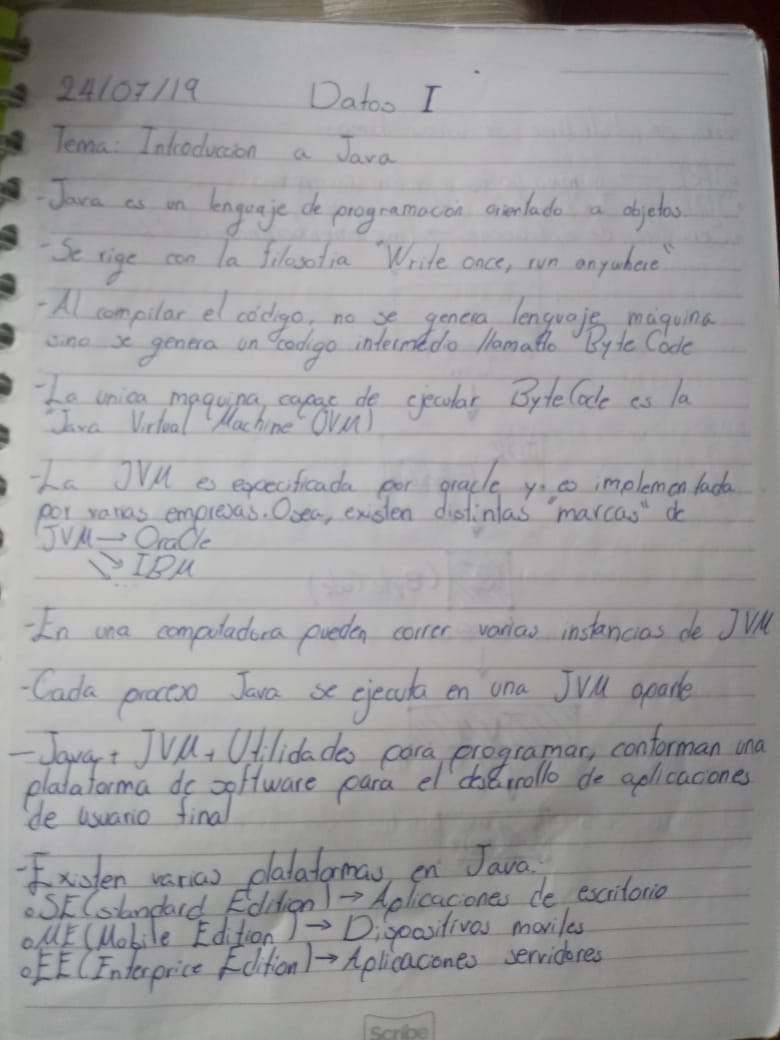 24/07/19 Datos I
Tema: Introducción a Java
-Java es un lenguaje de programación orientado a objetos.
-Se rige con la filosofia "Write once, run anywhere"
-Al compilar el código, no se genera lenguaje máquina
sino se genera un código intermedio llamado Byte Code
-La unica maquina capaz de ejecutar ByteCode es la
"Java Virtual Machine" (JVM)
-La JVM es especificada por oracle y es implementada
por varias empresas. Osea, existen distintas "marcas" de
JVM → Oracle
→ IBM
-En una computadora pueden correr varias instancias de JVM
-Cada proceso Java se ejecuta en una JVM aparte
-Java + JVM + Utilidades para programar, conforman una
plataforma de software para el desarrollo de aplicaciones
de usuario final
-Existen varias plataformas en Java:
•SE (standard Edition) → Aplicaciones de escritorio
•ME (Mobile Edition) → Dispositivos moviles
•EE (Enterprice Edition) → Aplicacones servidores
Scribe